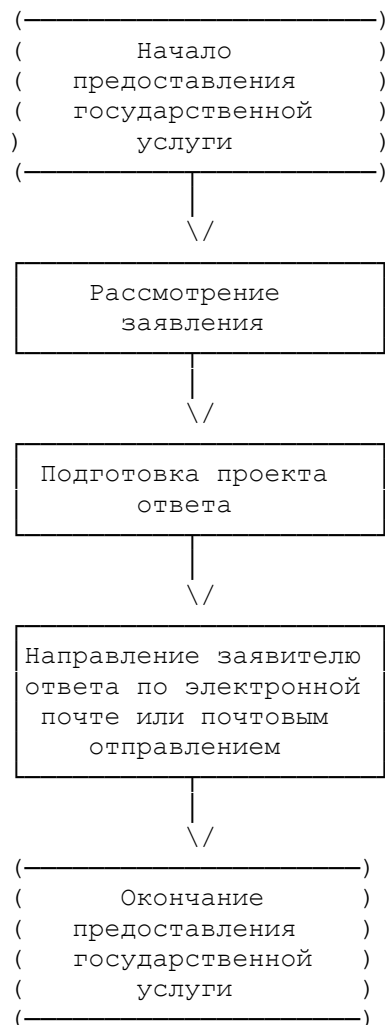 Начало
предоставления
государственной
услуги
Рассмотрение
заявления
Подготовка проекта
ответа
Направление заявителю
ответа по электронной
почте или почтовым
отправлением
Окончание
предоставления
государственной
услуги